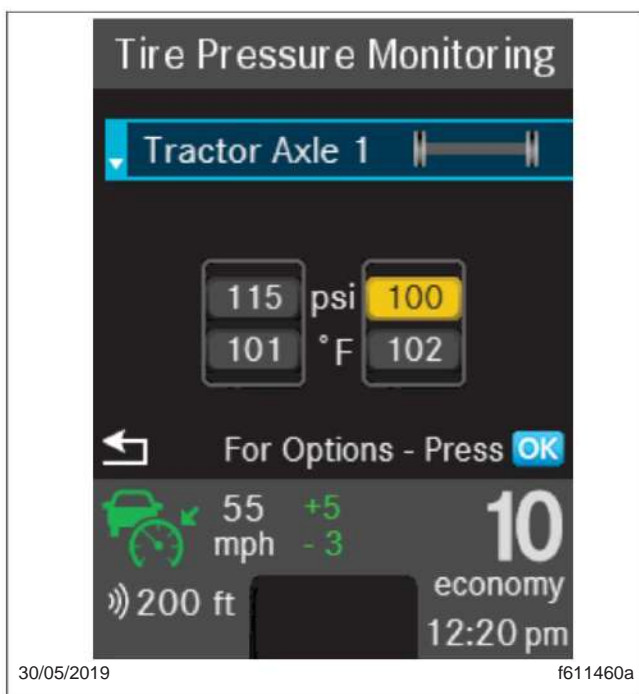 Tire Pressure Monitoring
Tractor Axle 1
115 psi 100
101 °F 102
For Options - Press OK
55 +5
mph - 3
10
economy
200 ft
12:20 pm
30/05/2019 f611460a